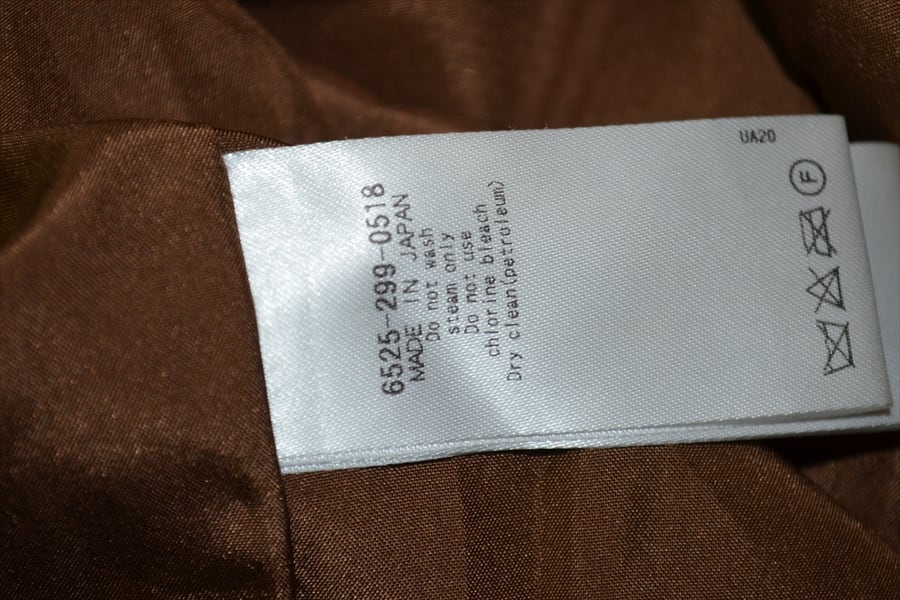 6525-299-0518
MADE IN JAPAN
Do not wash
steam only
Do not use
chlorine bleach
Dry clean(petroleum)
F
UA20